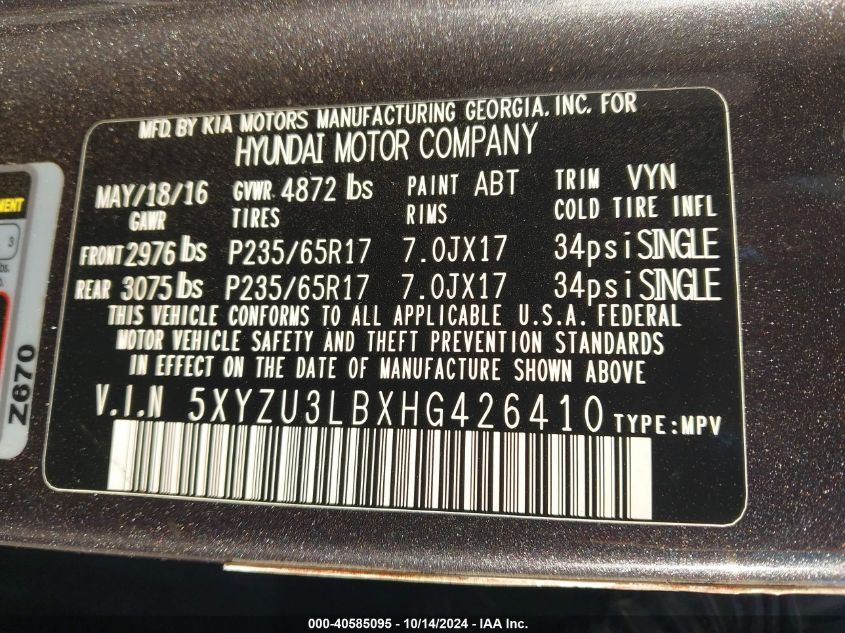 MFD. BY KIA MOTORS MANUFACTURING GEORGIA, INC. FOR
HYUNDAI MOTOR COMPANY
MAY/18/16 GVWR 4872 lbs PAINT ABT TRIM VYN
GAWR TIRES RIMS COLD TIRE INFL
FRONT 2976 lbs P235/65R17 7.0JX17 34psi SINGLE
REAR 3075 lbs P235/65R17 7.0JX17 34psi SINGLE
THIS VEHICLE CONFORMS TO ALL APPLICABLE U.S.A. FEDERAL
MOTOR VEHICLE SAFETY AND THEFT PREVENTION STANDARDS
IN EFFECT ON THE DATE OF MANUFACTURE SHOWN ABOVE
V.I.N 5XYZU3LBXHG426410 TYPE:MPV
3
Z670
000-40585095 - 10/14/2024 - IAA Inc.